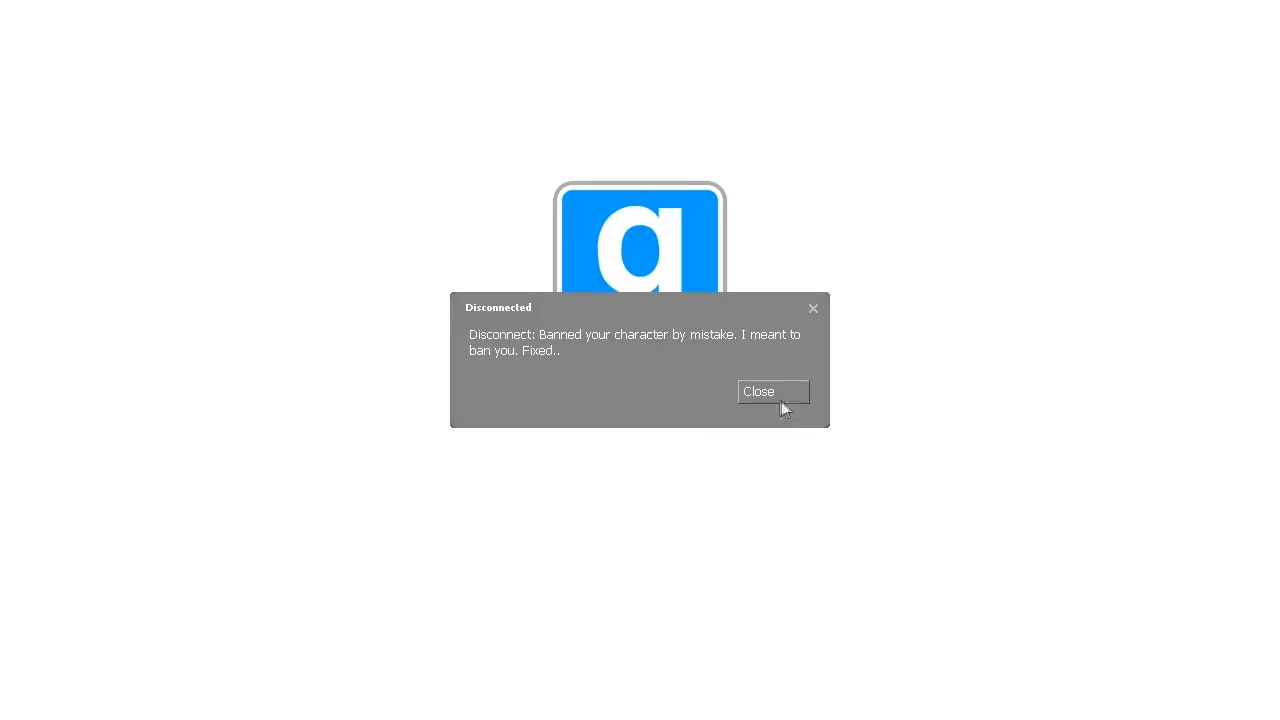 g
Disconnected
Disconnect: Banned your character by mistake. I meant to
ban you. Fixed..
Close